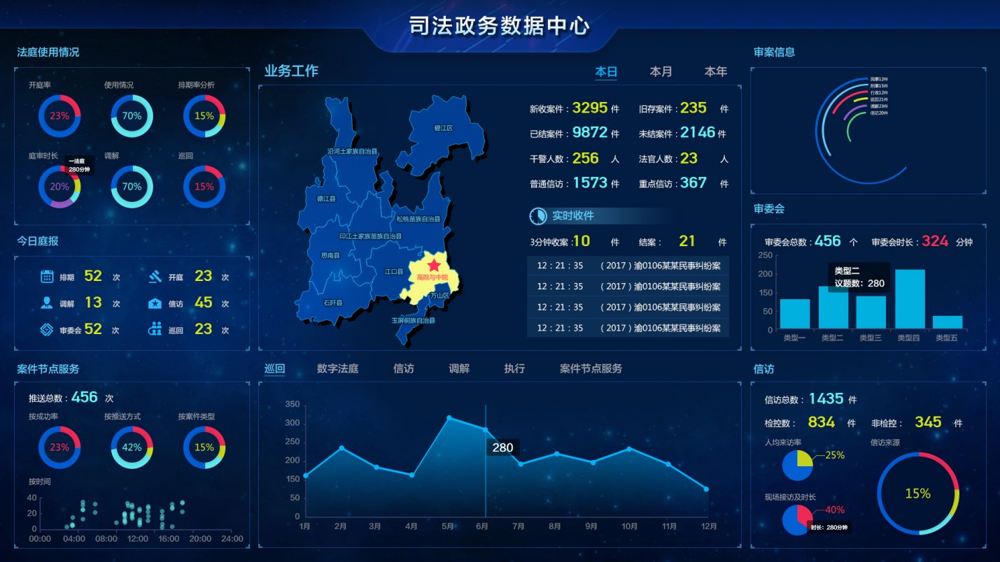 司法政务数据中心
法庭使用情况
开庭率
使用情况
排期率分析
23%
70%
15%
庭审时长
调解
巡回
一法庭
280分钟
20%
70%
15%
今日庭报
排期 52 次
开庭 23 次
调解 13 次
信访 45 次
审委会 52 次
巡回 23 次
案件节点服务
推送总数：456 次
按成功率
按推送方式
按案件类型
23%
42%
15%
按时间
40
20
0
00:00 04:00 08:00 12:00 16:00 20:00 24:00
业务工作
本日 本月 本年
碧江区
沿河土家族自治县
德江县
松桃苗族自治县
印江土家族苗族自治县
思南县
江口县
高院与中院
石阡县
万山区
玉屏侗族自治县
新收案件：3295 件 旧存案件：235 件
已结案件：9872 件 未结案件：2146 件
干警人数：256 人 法官人数：23 人
普通信访：1573 件 重点信访：367 件
实时收件
3分钟收案：10 件 结案： 21 件
12：21：35 （2017）渝0106某某民事纠纷案
12：21：35 （2017）渝0106某某民事纠纷案
12：21：35 （2017）渝0106某某民事纠纷案
12：21：35 （2017）渝0106某某民事纠纷案
巡回 数字法庭 信访 调解 执行 案件节点服务
350
300
250
200
150
50
0
280
1月 2月 3月 4月 5月 6月 7月 8月 9月 10月 11月 12月
审案信息
民事12件
刑事15件
行政12件
巡回21件
调解23件
信访20件
审委会
审委会总数：456 个 审委会时长：324 分钟
250
200
150
50
0
类型二
议题数：280
类型一 类型二 类型三 类型四 类型五
信访
信访总数：1435 件
检控数： 834 件 非检控： 345 件
人均来访率
信访来源
25%
15%
现场接访及时长
40%
时长：280分钟